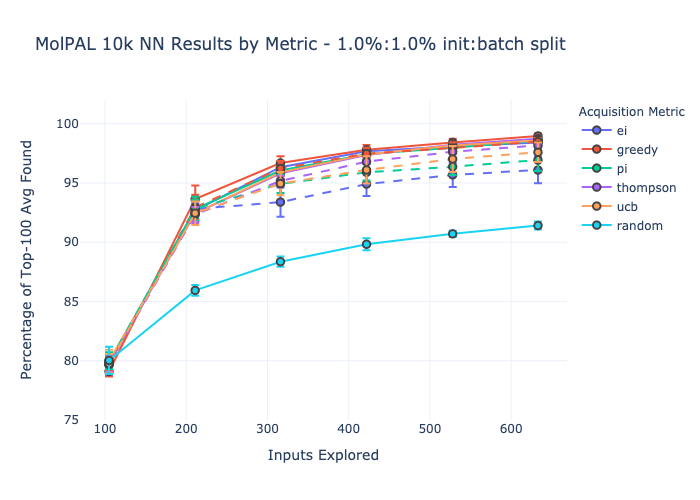 MolPAL 10k NN Results by Metric - 1.0%:1.0% init:batch split
Acquisition Metric
ei
greedy
pi
thompson
ucb
random
Percentage of Top-100 Avg Found
100
95
90
85
80
75
100
200
300
400
500
600
Inputs Explored